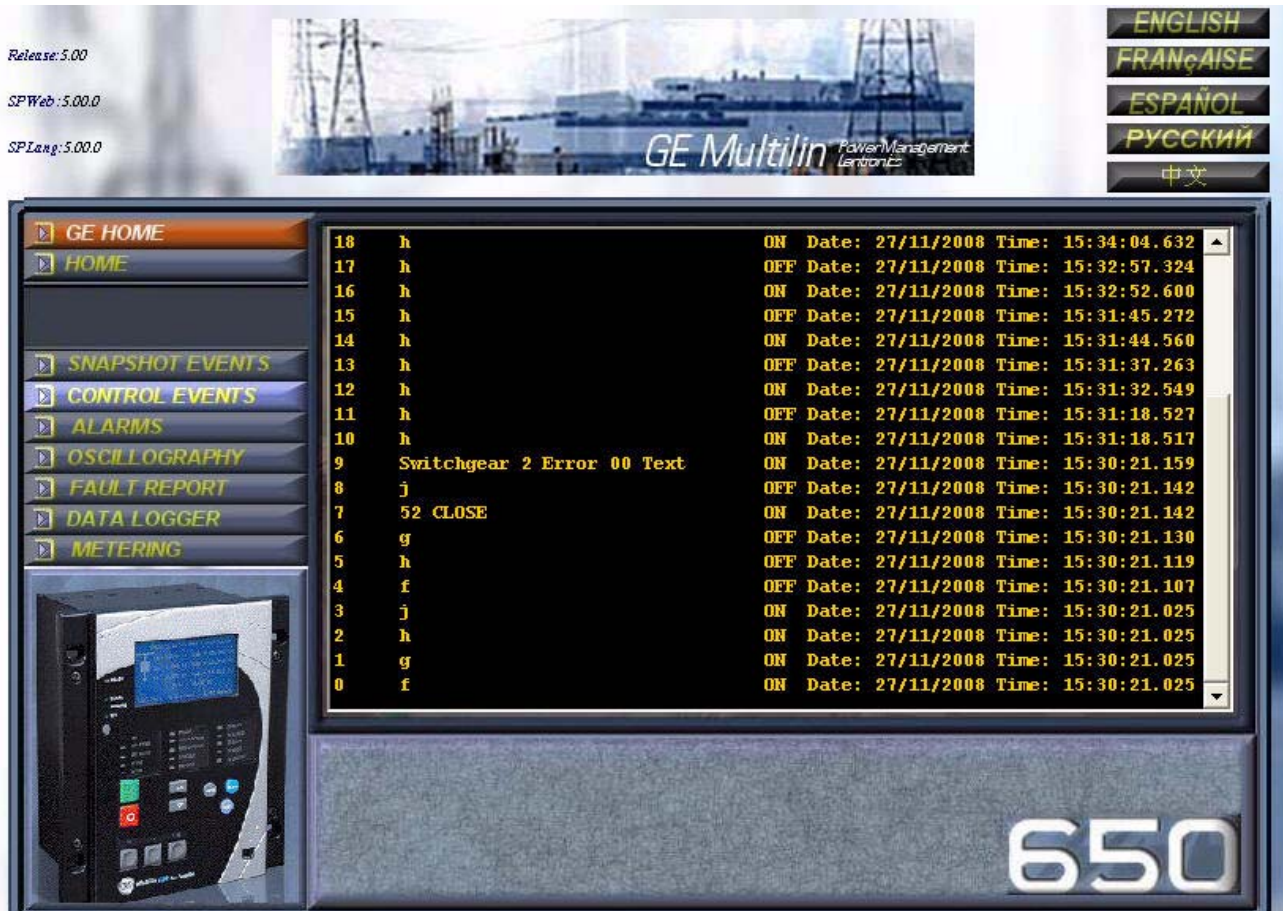 Release:5.00
SPWeb:5.00.0
SPLang:5.00.0
GE Multilin PowerManagement
Lentronics
ENGLISH
FRANçAISE
ESPAÑOL
РУССКИЙ
中文
GE HOME
HOME
SNAPSHOT EVENTS
CONTROL EVENTS
ALARMS
OSCILLOGRAPHY
FAULT REPORT
DATA LOGGER
METERING
18 h ON Date: 27/11/2008 Time: 15:34:04.632
17 h OFF Date: 27/11/2008 Time: 15:32:57.324
16 h ON Date: 27/11/2008 Time: 15:32:52.600
15 h OFF Date: 27/11/2008 Time: 15:31:45.272
14 h ON Date: 27/11/2008 Time: 15:31:44.560
13 h OFF Date: 27/11/2008 Time: 15:31:37.263
12 h ON Date: 27/11/2008 Time: 15:31:32.549
11 h OFF Date: 27/11/2008 Time: 15:31:18.527
10 h ON Date: 27/11/2008 Time: 15:31:18.517
9 Switchgear 2 Error 00 Text ON Date: 27/11/2008 Time: 15:30:21.159
8 j OFF Date: 27/11/2008 Time: 15:30:21.142
7 52 CLOSE ON Date: 27/11/2008 Time: 15:30:21.142
6 g OFF Date: 27/11/2008 Time: 15:30:21.130
5 h OFF Date: 27/11/2008 Time: 15:30:21.119
4 f OFF Date: 27/11/2008 Time: 15:30:21.107
3 j ON Date: 27/11/2008 Time: 15:30:21.025
2 h ON Date: 27/11/2008 Time: 15:30:21.025
1 g ON Date: 27/11/2008 Time: 15:30:21.025
0 f ON Date: 27/11/2008 Time: 15:30:21.025
650